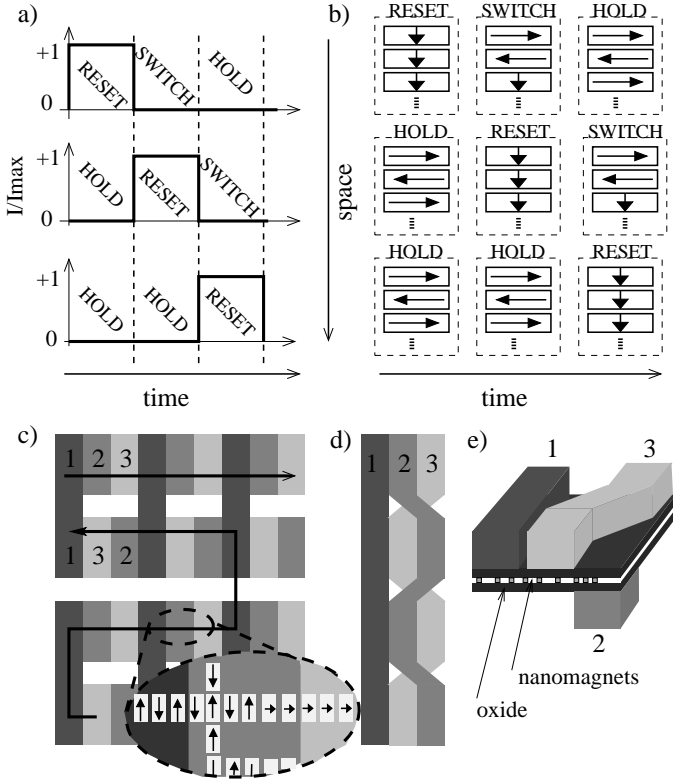 a)
b)
I/Imax
+1
0
RESET
SWITCH
HOLD
+1
0
HOLD
RESET
SWITCH
+1
0
HOLD
HOLD
RESET
time
space
RESET SWITCH HOLD
HOLD RESET SWITCH
HOLD HOLD RESET
time
c)
1 2 3
1 3 2
d)
1 2 3
e)
1
3
2
nanomagnets
oxide